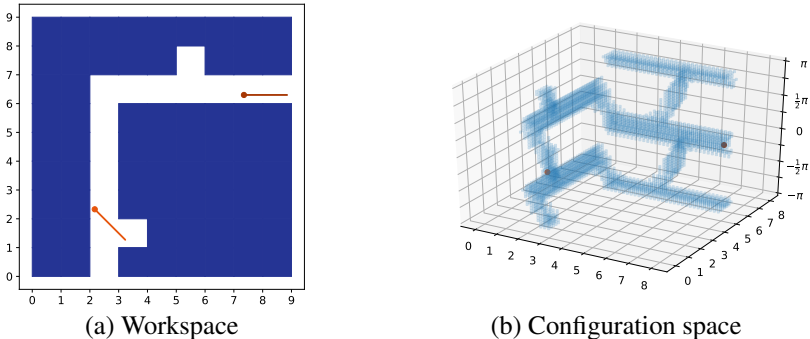 9
8
7
6
5
4
3
2
1
0
0 1 2 3 4 5 6 7 8 9
(a) Workspace
π
½π
0
−½π
−π
0 1 2 3 4 5 6 7 8
0 1 2 3 4 5 6 7 8
(b) Configuration space